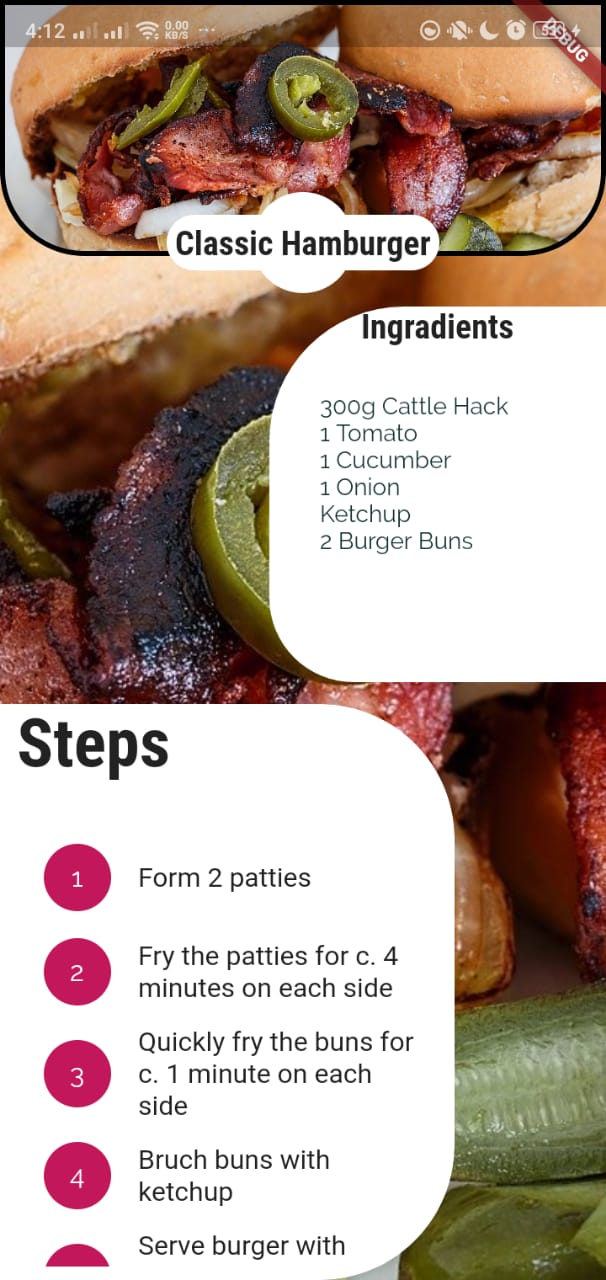 4:12
0.00
KB/S
53
DEBUG
Classic Hamburger
Ingradients
300g Cattle Hack
1 Tomato
1 Cucumber
1 Onion
Ketchup
2 Burger Buns
Steps
1 Form 2 patties
2 Fry the patties for c. 4
minutes on each side
Quickly fry the buns for
3 c. 1 minute on each
side
4 Bruch buns with
ketchup
Serve burger with